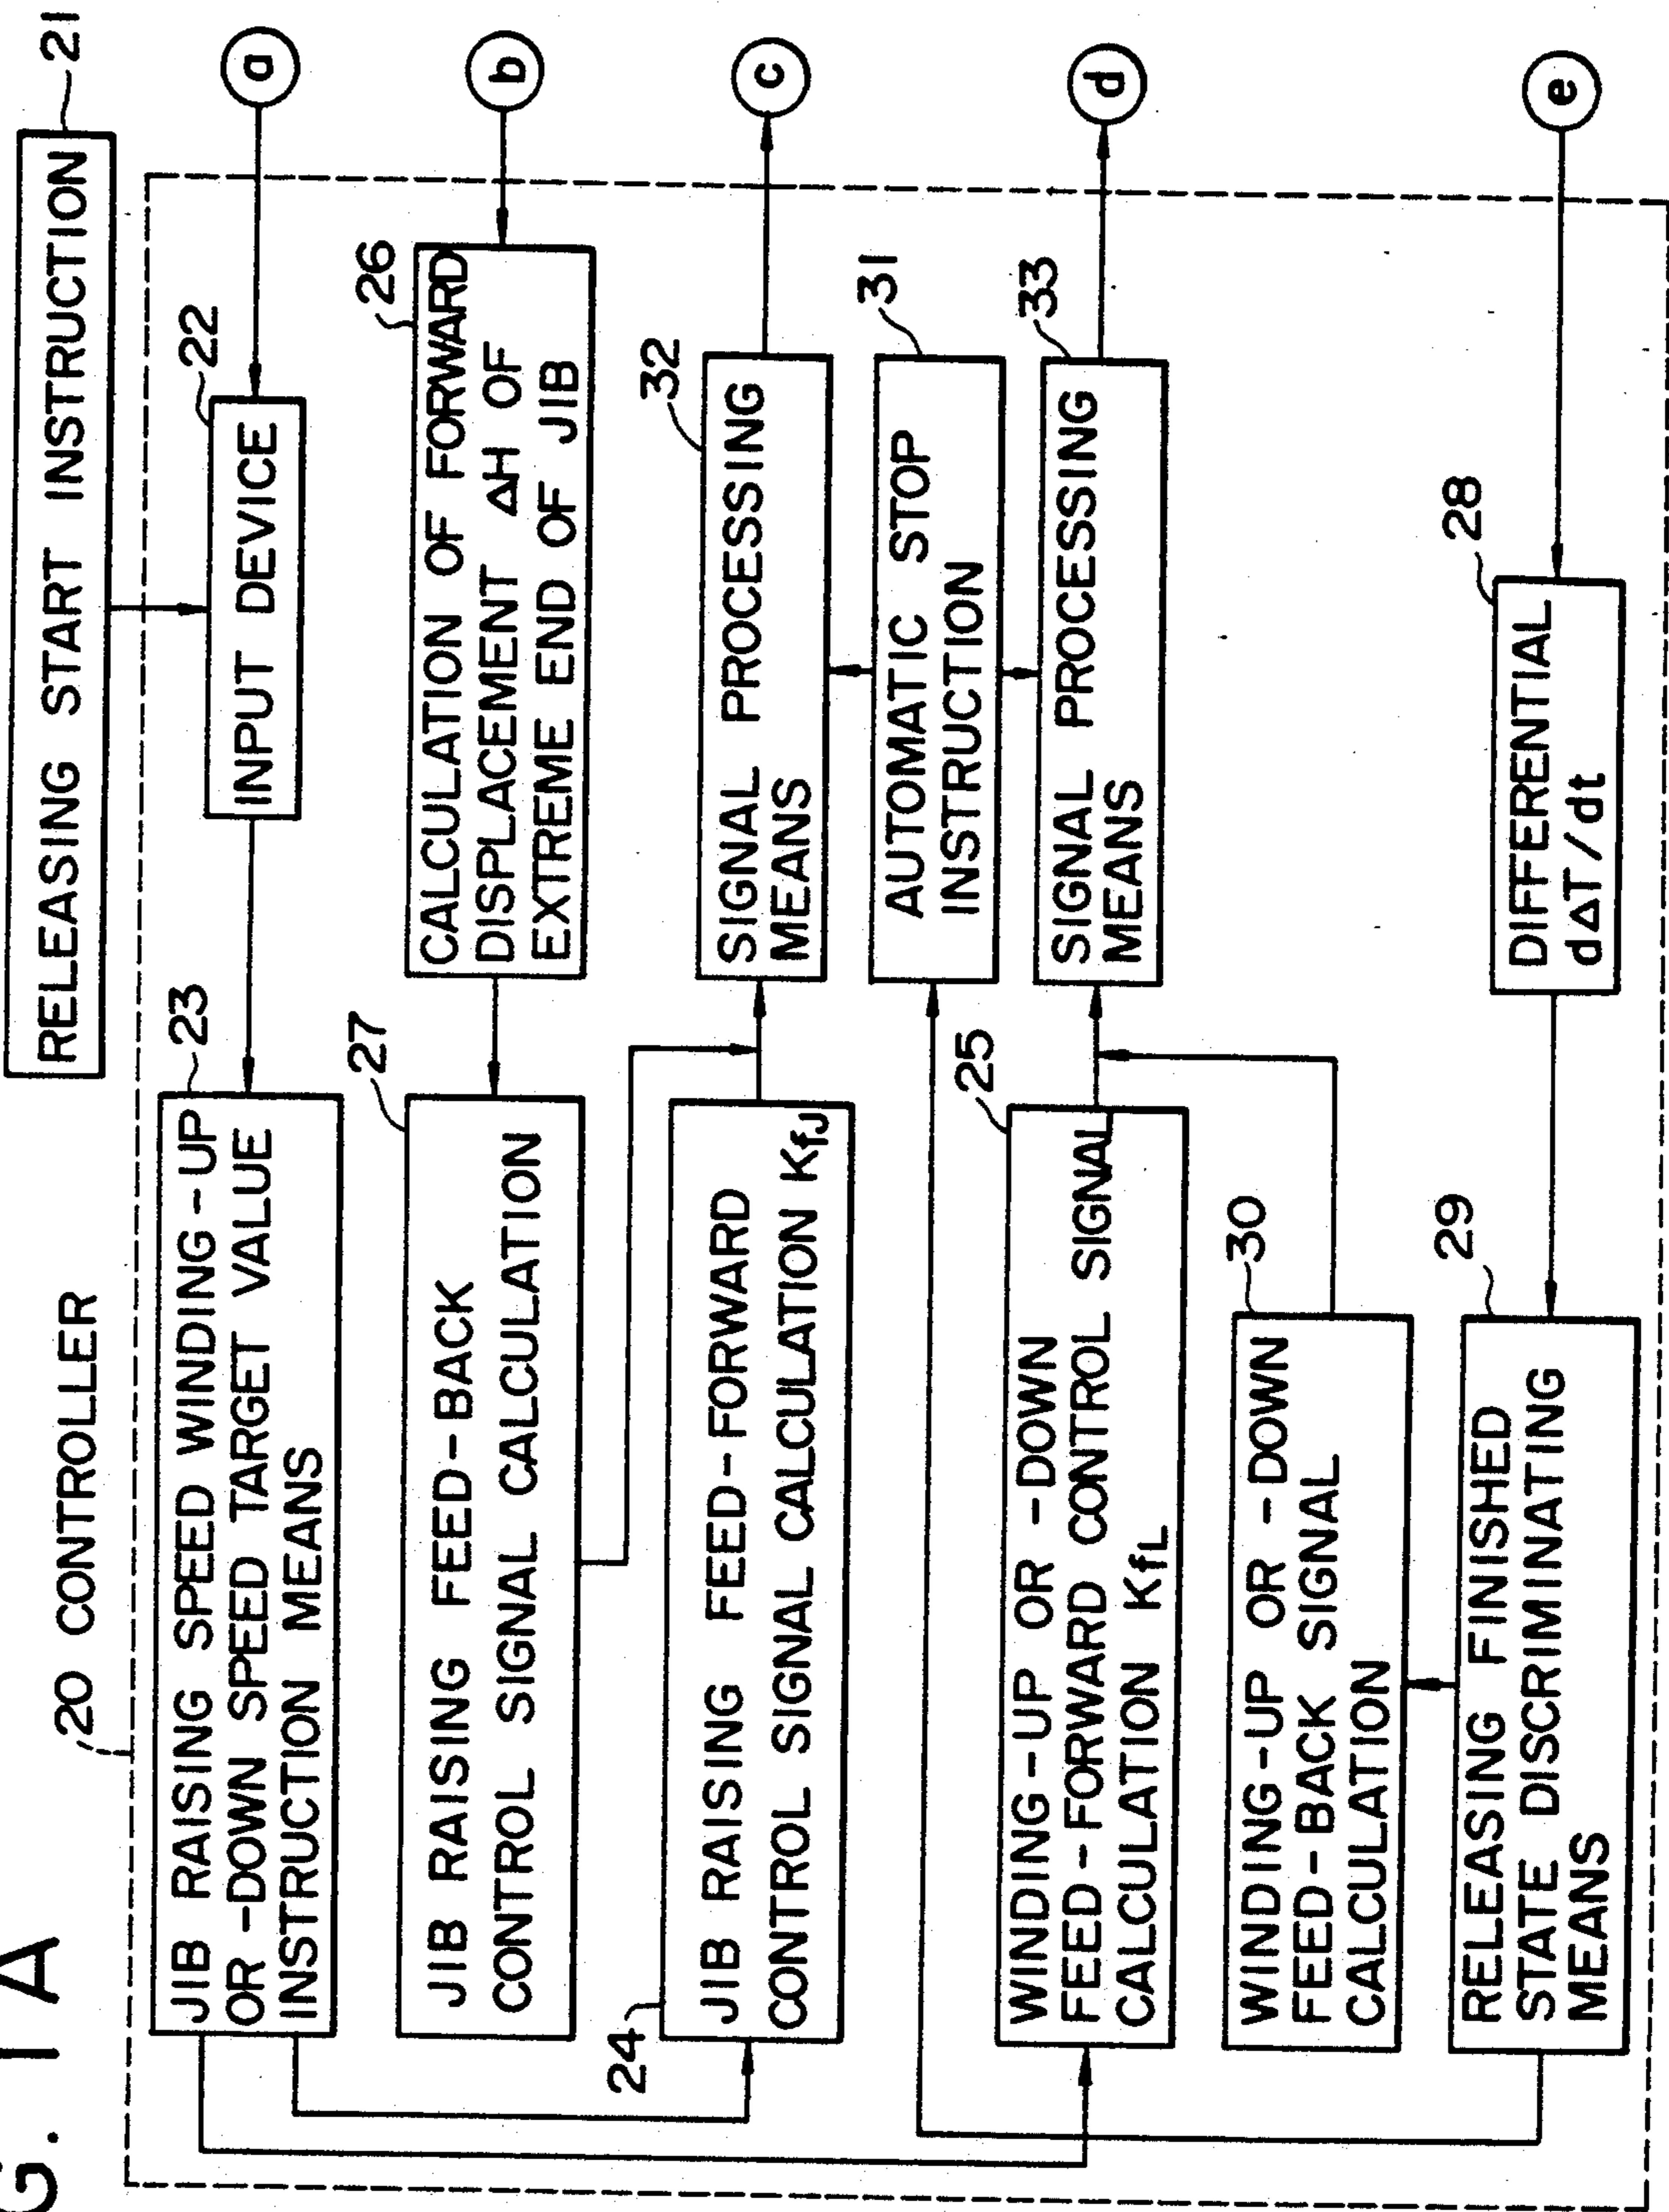 G. 1 A
20 CONTROLLER
RELEASING START INSTRUCTION
21
JIB RAISING SPEED WINDING-UP
OR-DOWN SPEED TARGET VALUE
INSTRUCTION MEANS
23
INPUT DEVICE
22
a
JIB RAISING FEED-BACK
CONTROL SIGNAL CALCULATION
27
CALCULATION OF FORWARD
DISPLACEMENT ΔH OF
EXTREME END OF JIB
26
b
24
JIB RAISING FEED-FORWARD
CONTROL SIGNAL CALCULATION KfJ
SIGNAL PROCESSING
MEANS
32
c
AUTOMATIC STOP
INSTRUCTION
31
WINDING-UP OR -DOWN
FEED-FORWARD CONTROL SIGNAL
CALCULATION KfL
25
SIGNAL PROCESSING
MEANS
33
d
WINDING-UP OR -DOWN
FEED-BACK SIGNAL
CALCULATION
30
RELEASING FINISHED
STATE DISCRIMINATING
MEANS
29
DIFFERENTIAL
dΔT/dt
28
e